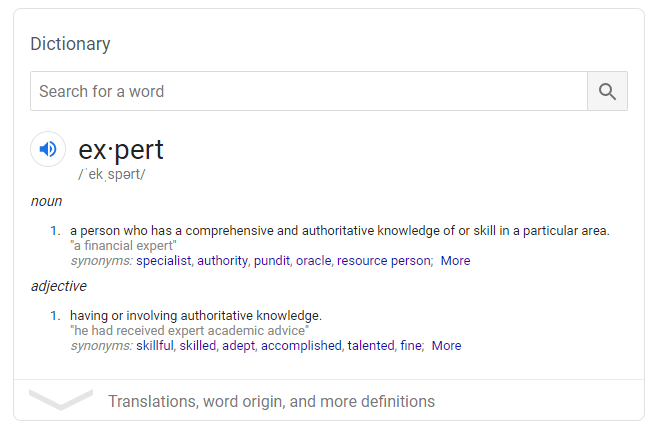 Dictionary
Search for a word
ex·pert
/ˈekˌspərt/
noun
1. a person who has a comprehensive and authoritative knowledge of or skill in a particular area.
"a financial expert"
synonyms: specialist, authority, pundit, oracle, resource person; More
adjective
1. having or involving authoritative knowledge.
"he had received expert academic advice"
synonyms: skillful, skilled, adept, accomplished, talented, fine; More
Translations, word origin, and more definitions